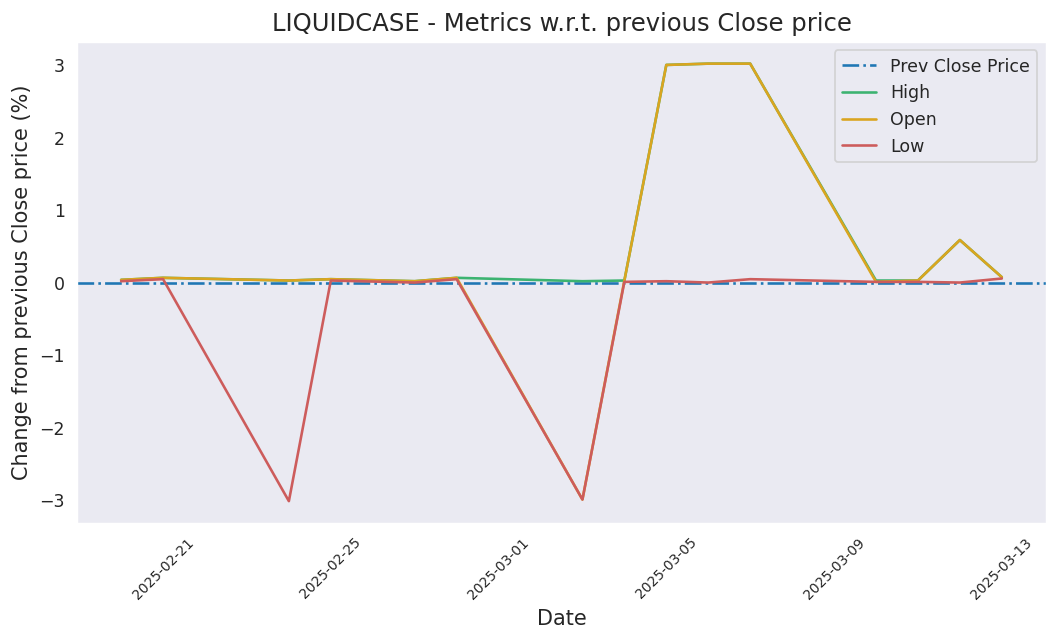 LIQUIDCASE - Metrics w.r.t. previous Close price
Change from previous Close price (%)
3
2
1
0
−1
−2
−3
Prev Close Price
High
Open
Low
2025-02-21
2025-02-25
2025-03-01
2025-03-05
2025-03-09
2025-03-13
Date